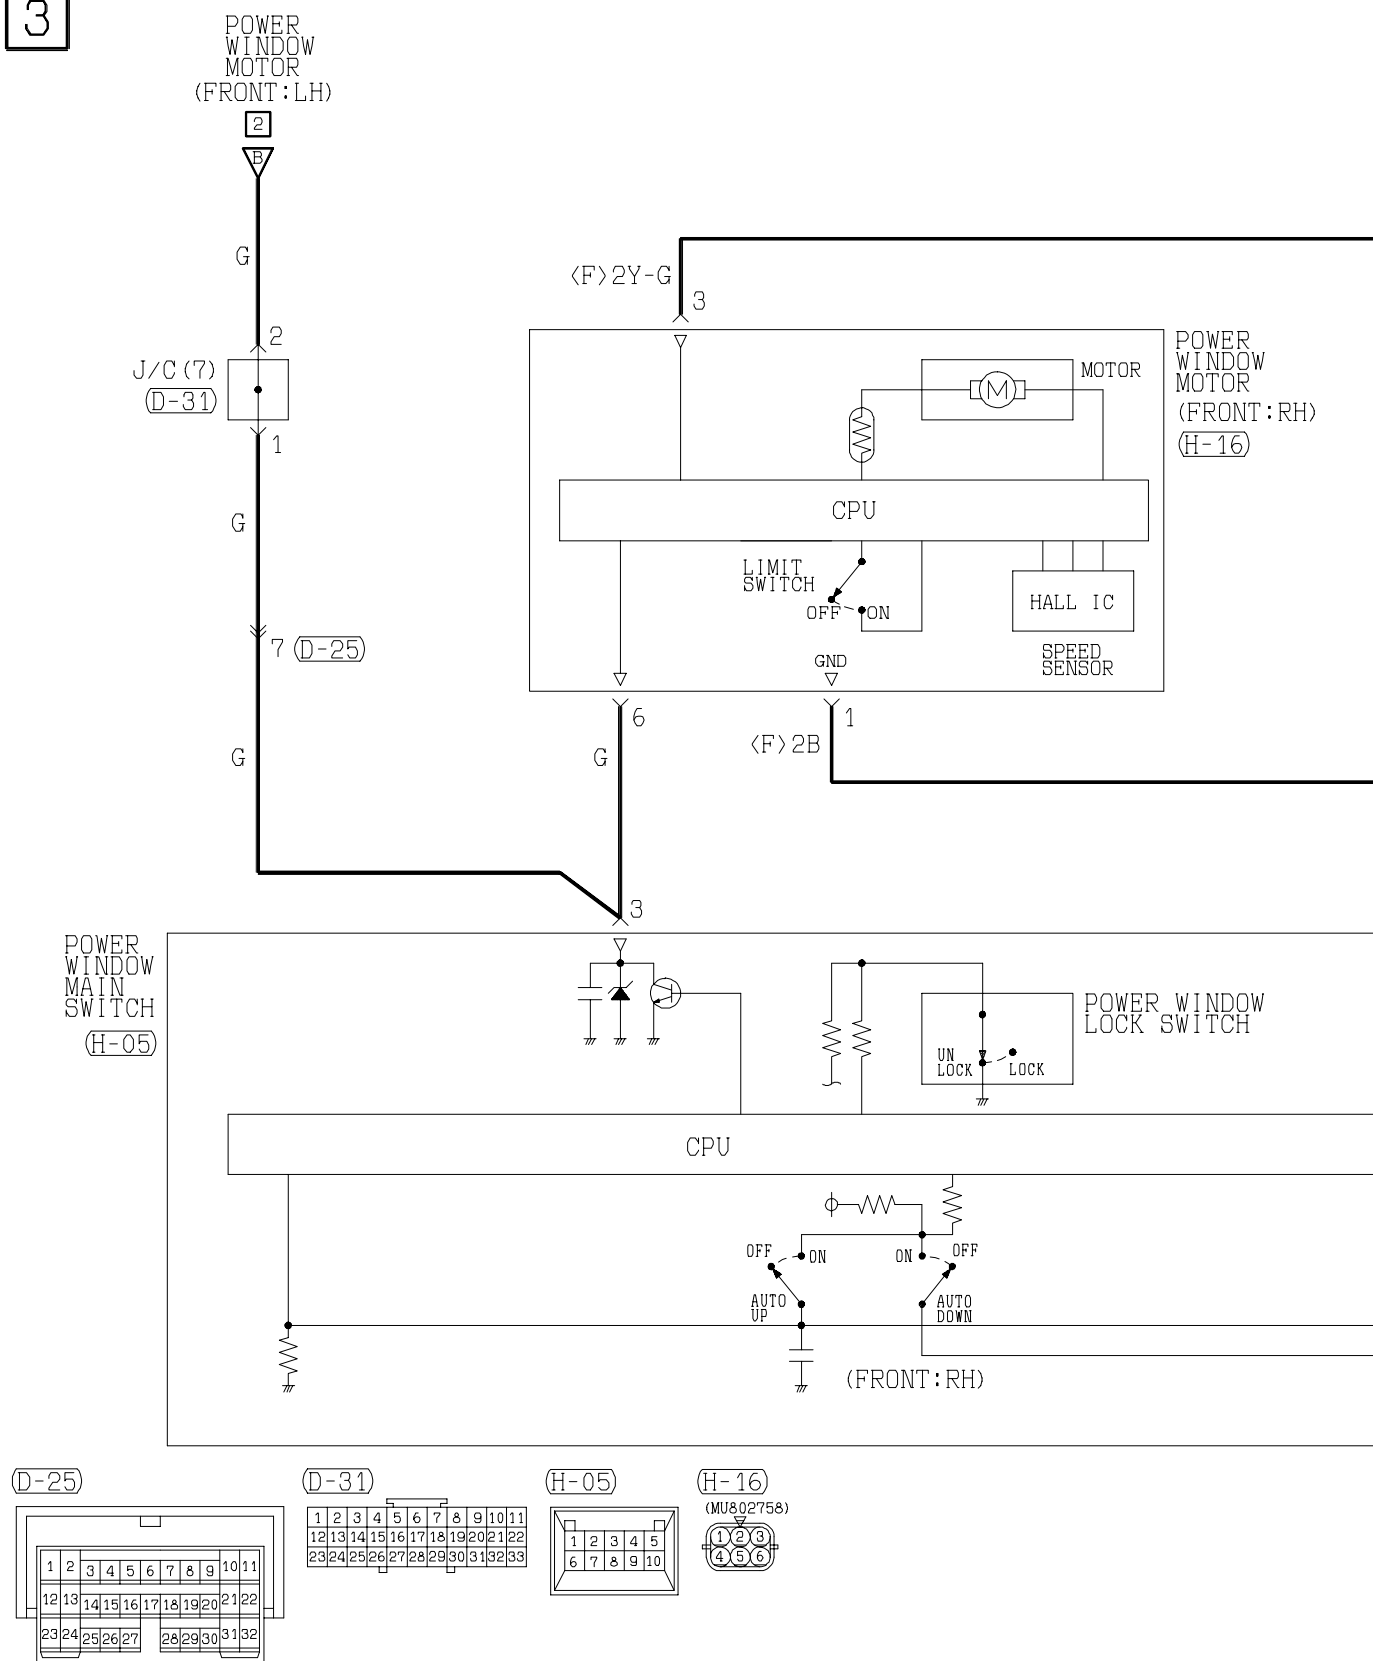 3
POWER
WINDOW
MOTOR
(FRONT:LH)
2
B
G
<F>2Y-G
3
2
J/C(7)
(D-31)
1
POWER
WINDOW
MOTOR
(FRONT:RH)
(H-16)
MOTOR
M
CPU
G
LIMIT
SWITCH
OFF ON
HALL IC
SPEED
SENSOR
GND
7 (D-25)
6
1
G
G
<F>2B
3
POWER
WINDOW
MAIN
SWITCH
(H-05)
POWER WINDOW
LOCK SWITCH
UN
LOCK
LOCK
CPU
OFF ON
ON OFF
AUTO
UP
AUTO
DOWN
(FRONT:RH)
(D-25)
1 2 3 4 5 6 7 8 9 10 11
12 13 14 15 16 17 18 19 20 21 22
23 24 25 26 27 28 29 30 31 32
(D-31)
1 2 3 4 5 6 7 8 9 10 11
12 13 14 15 16 17 18 19 20 21 22
23 24 25 26 27 28 29 30 31 32 33
(H-05)
1 2 3 4 5
6 7 8 9 10
(H-16)
(MU802758)
1 2 3
4 5 6